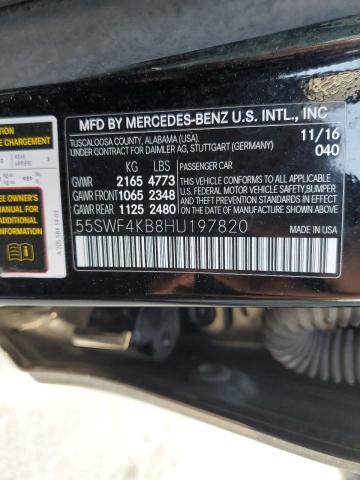 MFD BY MERCEDES-BENZ U.S. INTL., INC
TUSCALOOSA COUNTY, ALABAMA (USA). 11/16
UNDER CONTRACT FOR DAIMLER AG, STUTTGART (GERMANY) 040
KG LBS PASSENGER CAR
GVWR 2165 4773 THIS VEHICLE CONFORMS TO ALL APPLICABLE
GAWR FRONT 1065 2348 U.S. FEDERAL MOTOR VEHICLE SAFETY, BUMPER,
GAWR REAR 1125 2480 AND THEFT PREVENTION STANDARDS IN EFFECT
ON THE DATE OF MANUFACTURE SHOWN ABOVE.
55SWF4KB8HU197820 MADE IN USA
CHARGEMENT